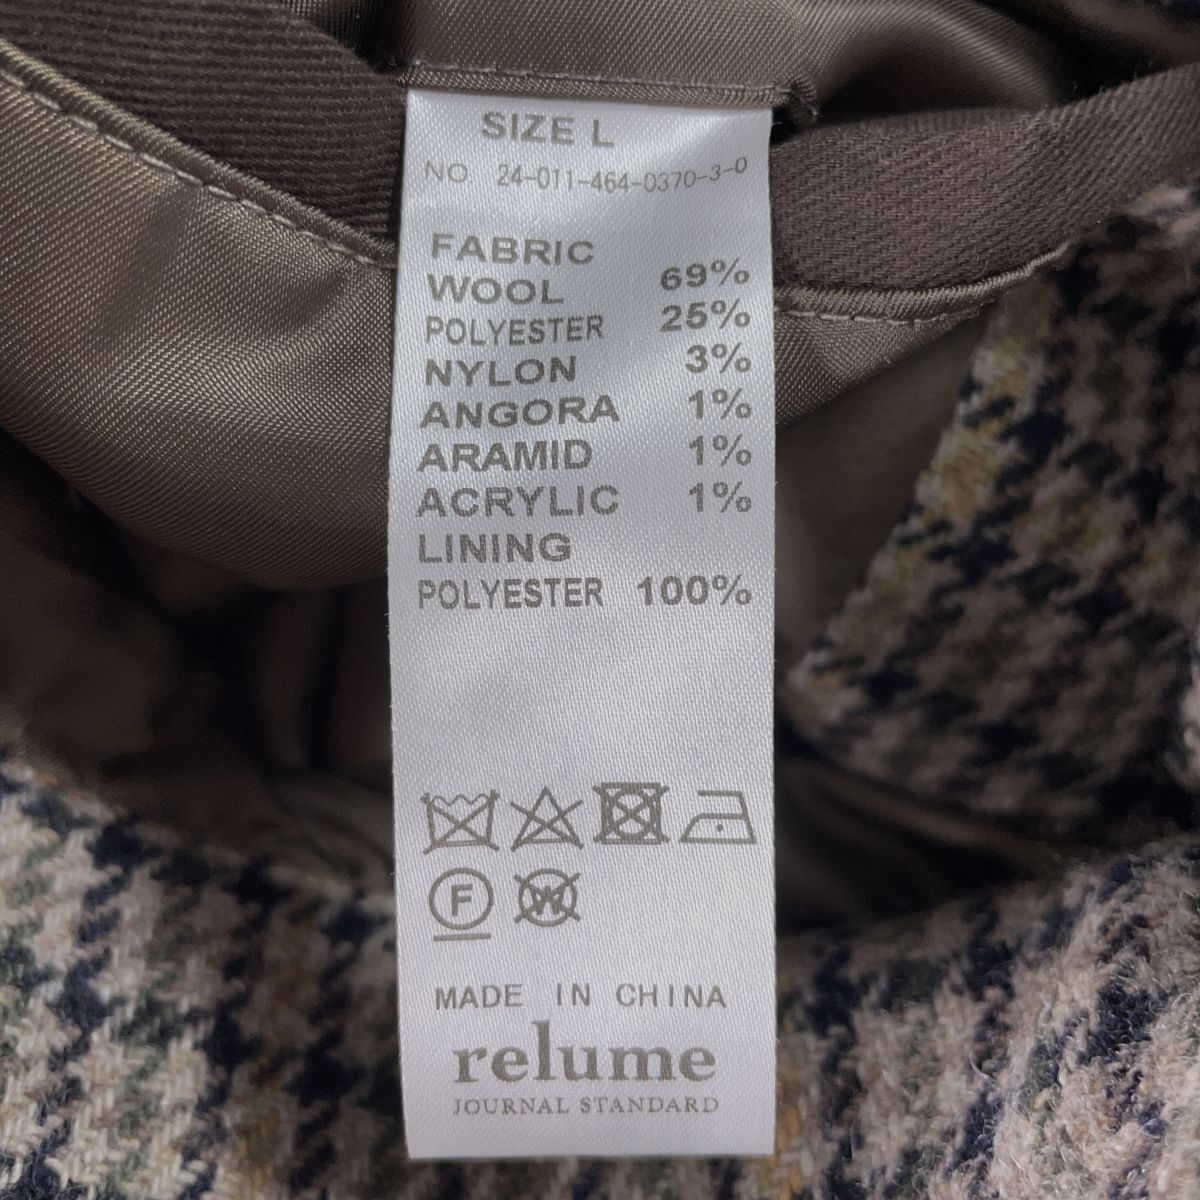 SIZE L
NO 24-011-464-0370-3-0
FABRIC
WOOL 69%
POLYESTER 25%
NYLON 3%
ANGORA 1%
ARAMID 1%
ACRYLIC 1%
LINING
POLYESTER 100%
F W
MADE IN CHINA
relume
JOURNAL STANDARD